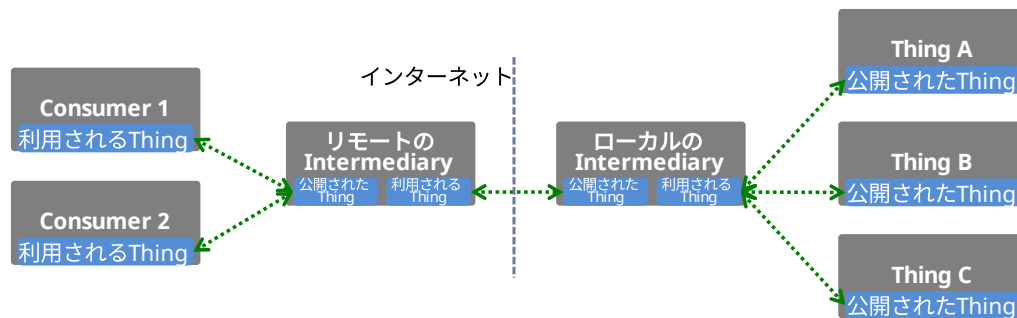 Consumer 1
利用されるThing
Consumer 2
利用されるThing
インターネット
リモートの
Intermediary
公開された
Thing
利用される
Thing
ローカルの
Intermediary
公開された
Thing
利用される
Thing
Thing A
公開されたThing
Thing B
公開されたThing
Thing C
公開されたThing